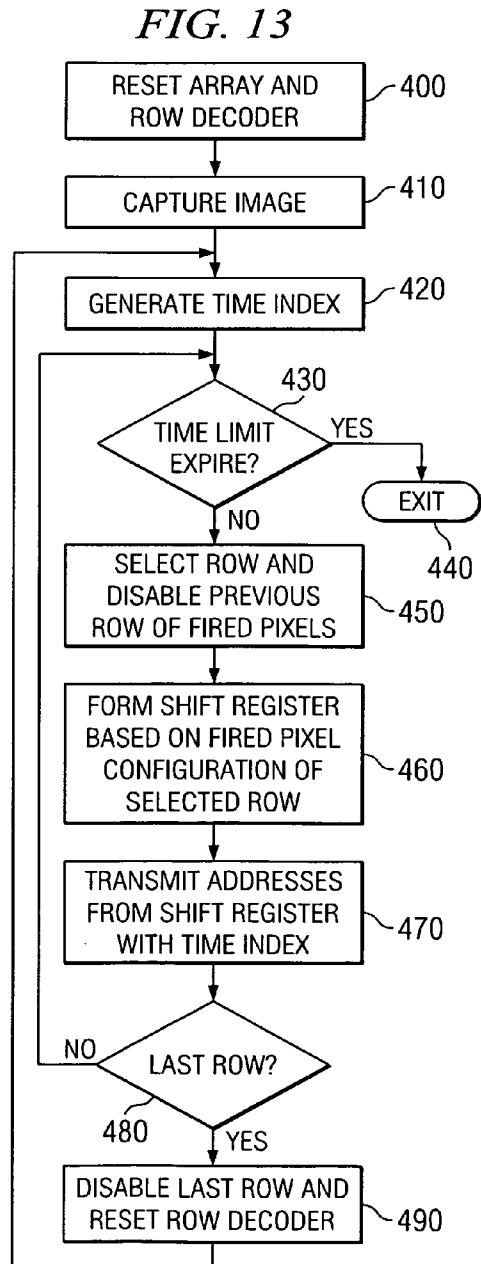 FIG. 13
RESET ARRAY AND
ROW DECODER
400
CAPTURE IMAGE
410
GENERATE TIME INDEX
420
430
TIME LIMIT
EXPIRE?
YES
EXIT
440
NO
SELECT ROW AND
DISABLE PREVIOUS
ROW OF FIRED PIXELS
450
FORM SHIFT REGISTER
BASED ON FIRED PIXEL
CONFIGURATION OF
SELECTED ROW
460
TRANSMIT ADDRESSES
FROM SHIFT REGISTER
WITH TIME INDEX
470
NO
LAST ROW?
480
YES
DISABLE LAST ROW AND
RESET ROW DECODER
490